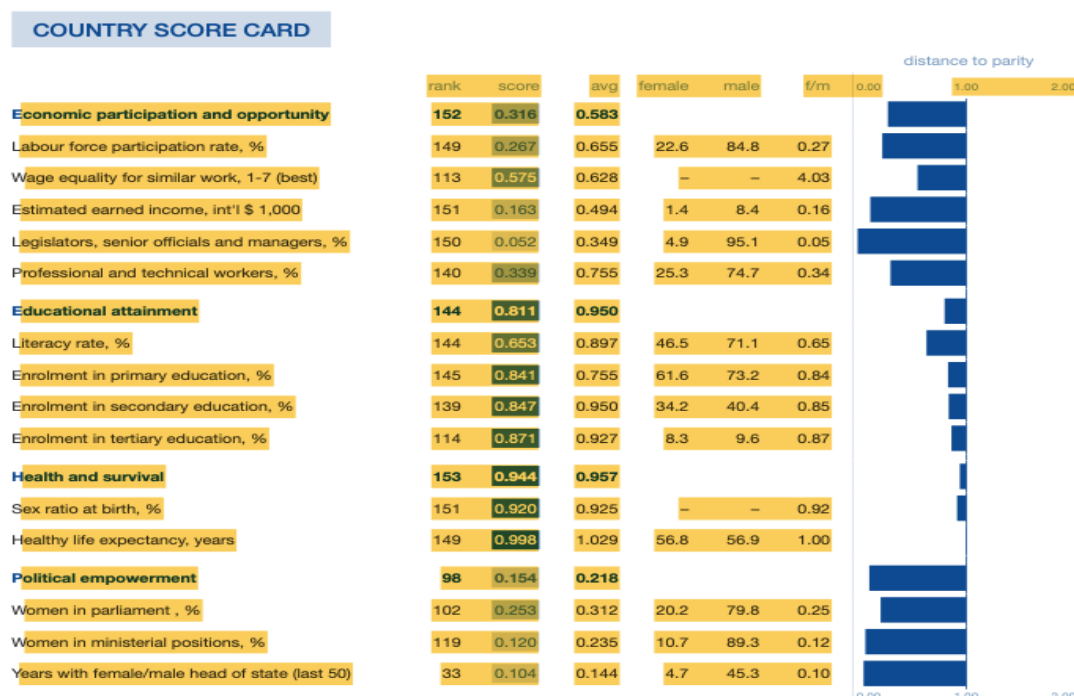 COUNTRY SCORE CARD
distance to parity
rank score avg female male f/m 0.00 1.00 2.00
Economic participation and opportunity 152 0.316 0.583
Labour force participation rate, % 149 0.267 0.655 22.6 84.8 0.27
Wage equality for similar work, 1-7 (best) 113 0.575 0.628 – – 4.03
Estimated earned income, int'l $ 1,000 151 0.163 0.494 1.4 8.4 0.16
Legislators, senior officials and managers, % 150 0.052 0.349 4.9 95.1 0.05
Professional and technical workers, % 140 0.339 0.755 25.3 74.7 0.34
Educational attainment 144 0.811 0.950
Literacy rate, % 144 0.653 0.897 46.5 71.1 0.65
Enrolment in primary education, % 145 0.841 0.755 61.6 73.2 0.84
Enrolment in secondary education, % 139 0.847 0.950 34.2 40.4 0.85
Enrolment in tertiary education, % 114 0.871 0.927 8.3 9.6 0.87
Health and survival 153 0.944 0.957
Sex ratio at birth, % 151 0.920 0.925 – – 0.92
Healthy life expectancy, years 149 0.998 1.029 56.8 56.9 1.00
Political empowerment 98 0.154 0.218
Women in parliament , % 102 0.253 0.312 20.2 79.8 0.25
Women in ministerial positions, % 119 0.120 0.235 10.7 89.3 0.12
Years with female/male head of state (last 50) 33 0.104 0.144 4.7 45.3 0.10
0.00 1.00 2.00